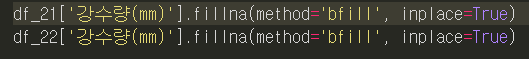 df_21['강수량(mm)'].fillna(method='bfill', inplace=True)
df_22['강수량(mm)'].fillna(method='bfill', inplace=True)